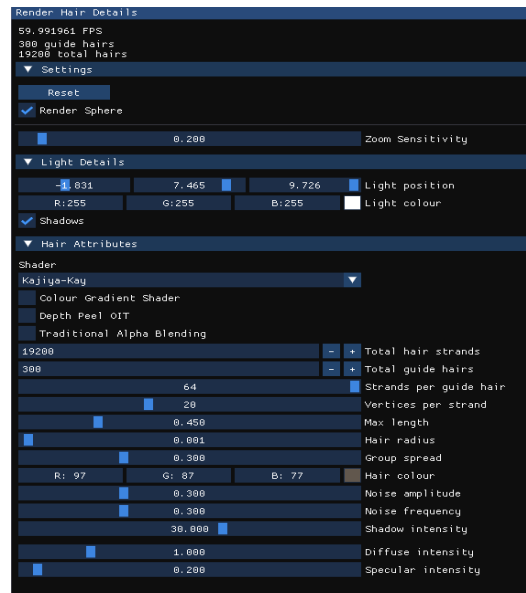 Render Hair Details
59.991961 FPS
300 guide hairs
19200 total hairs
Settings
Reset
Render Sphere
0.200 Zoom Sensitivity
Light Details
-1.831 7.465 9.726 Light position
R:255 G:255 B:255 Light colour
Shadows
Hair Attributes
Shader
Kajiya-Kay
Colour Gradient Shader
Depth Peel OIT
Traditional Alpha Blending
19200 - + Total hair strands
300 - + Total guide hairs
64 Strands per guide hair
20 Vertices per strand
0.450 Max length
0.001 Hair radius
0.300 Group spread
R: 97 G: 87 B: 77 Hair colour
0.300 Noise amplitude
0.300 Noise frequency
30.000 Shadow intensity
1.000 Diffuse intensity
0.200 Specular intensity